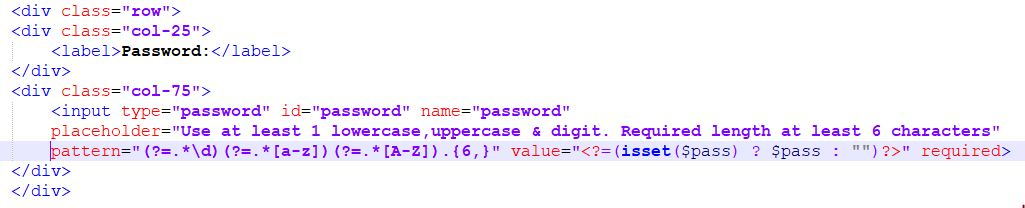 <div class="row">
<div class="col-25">
<label>Password:</label>
</div>
<div class="col-75">
<input type="password" id="password" name="password"
placeholder="Use at least 1 lowercase,uppercase & digit. Required length at least 6 characters"
pattern="(?=.*\d)(?=.*[a-z])(?=.*[A-Z]).{6,}" value="<?=(isset($pass) ? $pass : "")?>" required>
</div>
</div>